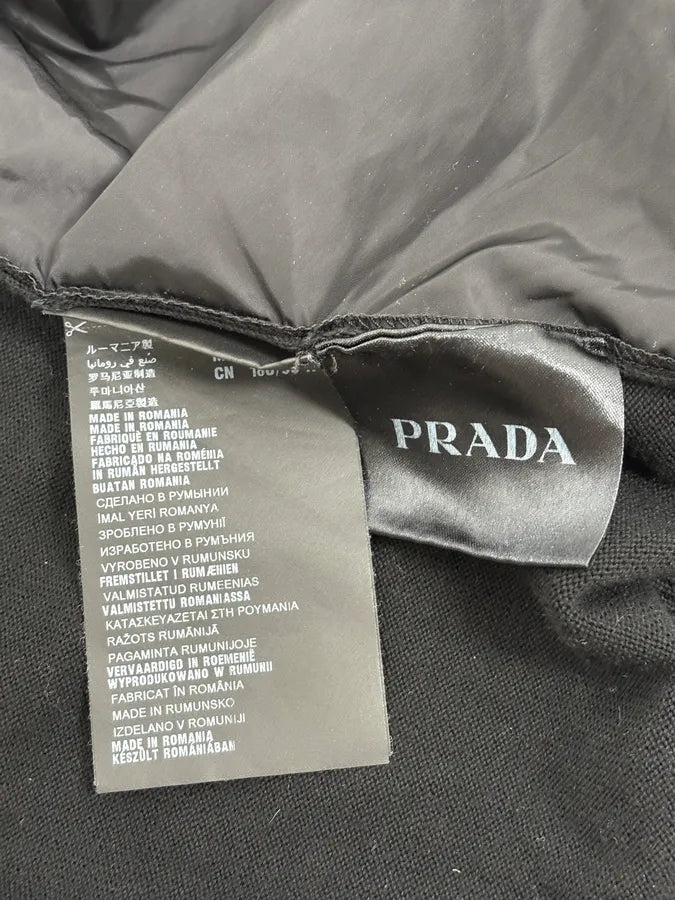 ルーマニア製
صنع في رومانيا
罗马尼亚制造
루마니아산
羅馬尼亞製造
MADE IN ROMANIA
MADE IN ROMANIA
FABRIQUÉ EN ROUMANIE
HECHO EN RUMANIA
FABRICADO NA ROMÉNIA
IN RUMÄN HERGESTELLT
BUATAN ROMANIA
СДЕЛАНО В РУМЫНИИ
İMAL YERİ ROMANYA
ЗРОБЛЕНО В РУМУНІЇ
ИЗРАБОТЕНО В РУМЪНИЯ
VYROBENO V RUMUNSKU
FREMSTILLET I RUMÆNIEN
VALMISTATUD RUMEENIAS
VALMISTETTU ROMANIASSA
ΚΑΤΑΣΚΕΥΑΖΕΤΑΙ ΣΤΗ ΡΟΥΜΑΝΙΑ
RAŽOTS RUMĀNIJĀ
PAGAMINTA RUMUNIJOJE
VERVAARDIGD IN ROEMENIË
WYPRODUKOWANO W RUMUNII
FABRICAT ÎN ROMÂNIA
MADE IN RUMUNSKO
IZDELANO V ROMUNIJI
MADE IN ROMANIA
KÉSZÜLT ROMÁNIÁBAN
CN
PRADA